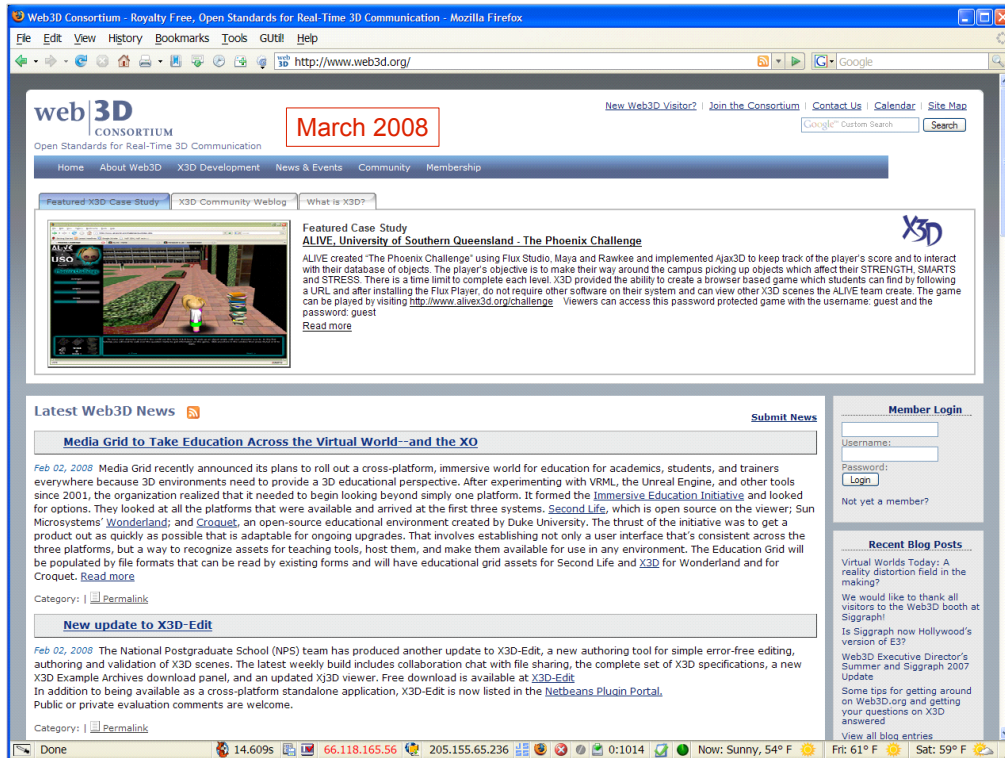 Web3D Consortium - Royalty Free, Open Standards for Real-Time 3D Communication - Mozilla Firefox
File Edit View History Bookmarks Tools GUtil! Help
http://www.web3d.org/
Google
web 3D
CONSORTIUM
Open Standards for Real-Time 3D Communication
March 2008
New Web3D Visitor? | Join the Consortium | Contact Us | Calendar | Site Map
Google™ Custom Search Search
Home About Web3D X3D Development News & Events Community Membership
Featured X3D Case Study X3D Community Weblog What is X3D?
Featured Case Study
ALIVE, University of Southern Queensland - The Phoenix Challenge
X3D
ALIVE created "The Phoenix Challenge" using Flux Studio, Maya and Rawkee and implemented Ajax3D to keep track of the player's score and to interact
with their database of objects. The player's objective is to make their way around the campus picking up objects which affect their STRENGTH, SMARTS
and STRESS. There is a time limit to complete each level. X3D provided the ability to create a browser based game which students can find by following
a URL and after installing the Flux Player, do not require other software on their system and can view other X3D scenes the ALIVE team create. The game
can be played by visiting http://www.alivex3d.org/challenge Viewers can access this password protected game with the username: guest and the
password: guest
Read more
ALIVE
USQ
Latest Web3D News
Submit News
Media Grid to Take Education Across the Virtual World--and the XO
Feb 02, 2008 Media Grid recently announced its plans to roll out a cross-platform, immersive world for education for academics, students, and trainers
everywhere because 3D environments need to provide a 3D educational perspective. After experimenting with VRML, the Unreal Engine, and other tools
since 2001, the organization realized that it needed to begin looking beyond simply one platform. It formed the Immersive Education Initiative and looked
for options. They looked at all the platforms that were available and arrived at the first three systems. Second Life, which is open source on the viewer; Sun
Microsystems' Wonderland; and Croquet, an open-source educational environment created by Duke University. The thrust of the initiative was to get a
product out as quickly as possible that is adaptable for ongoing upgrades. That involves establishing not only a user interface that's consistent across the
three platforms, but a way to recognize assets for teaching tools, host them, and make them available for use in any environment. The Education Grid will
be populated by file formats that can be read by existing forms and will have educational grid assets for Second Life and X3D for Wonderland and for
Croquet. Read more
Category: | Permalink
New update to X3D-Edit
Feb 02, 2008 The National Postgraduate School (NPS) team has produced another update to X3D-Edit, a new authoring tool for simple error-free editing,
authoring and validation of X3D scenes. The latest weekly build includes collaboration chat with file sharing, the complete set of X3D specifications, a new
X3D Example Archives download panel, and an updated Xj3D viewer. Free download is available at X3D-Edit
In addition to being available as a cross-platform standalone application, X3D-Edit is now listed in the Netbeans Plugin Portal.
Public or private evaluation comments are welcome.
Category: | Permalink
Member Login
Username:
Password:
Login
Not yet a member?
Recent Blog Posts
Virtual Worlds Today: A
reality distortion field in the
making?
We would like to thank all
visitors to the Web3D booth at
Siggraph!
Is Siggraph now Hollywood's
version of E3?
Web3D Executive Director's
Summer and Siggraph 2007
Update
Some tips for getting around
on Web3D.org and getting
your questions on X3D
answered
View all blog entries
Done 14.609s 66.118.165.56 205.155.65.236 0:1014 Now: Sunny, 54° F Fri: 61° F Sat: 59° F